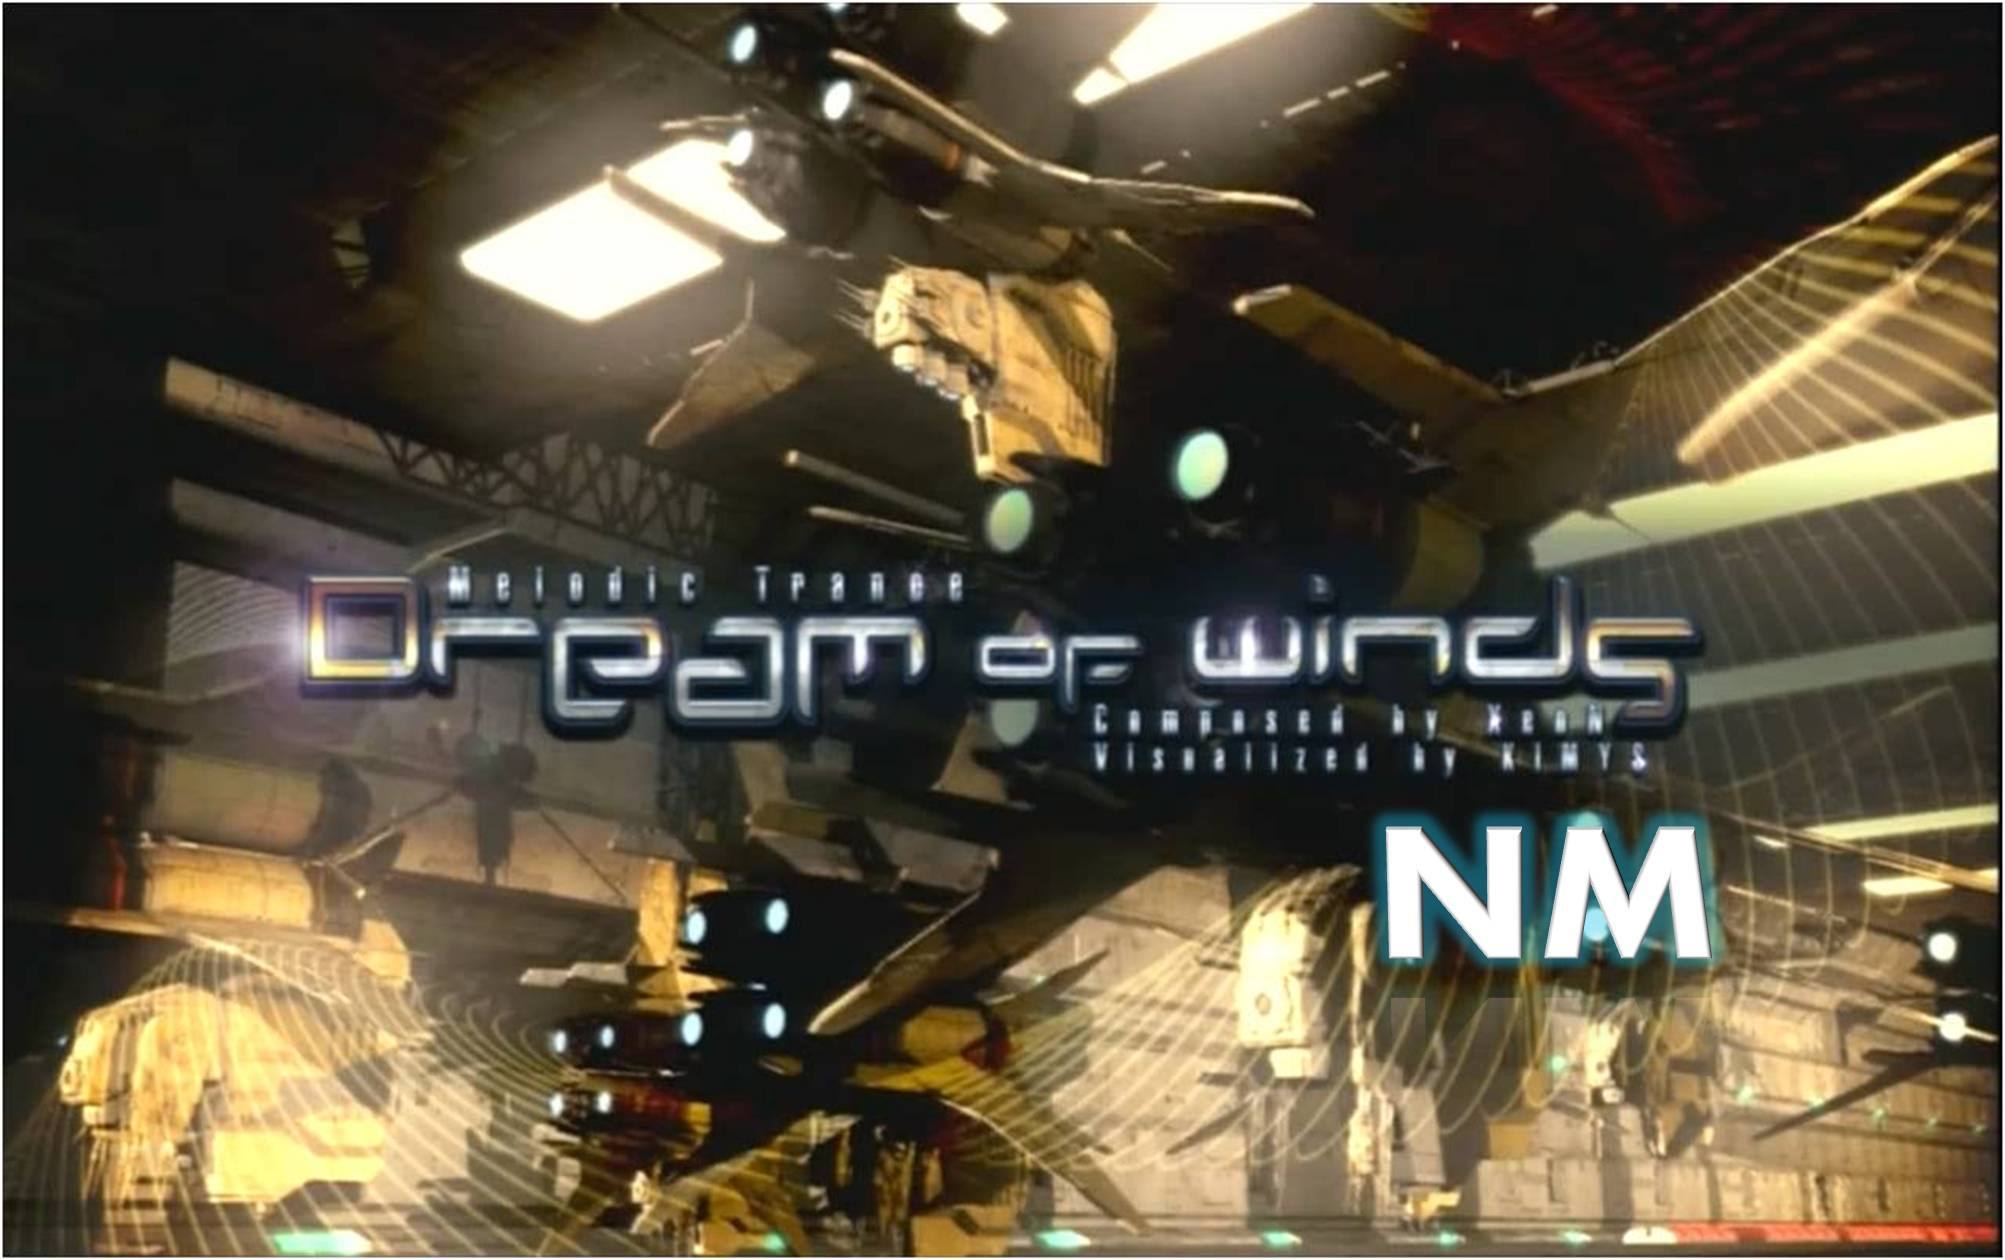 Melodic Trance
Dream of winds
Composed by XeoN
Visualized by KIMYS
NM